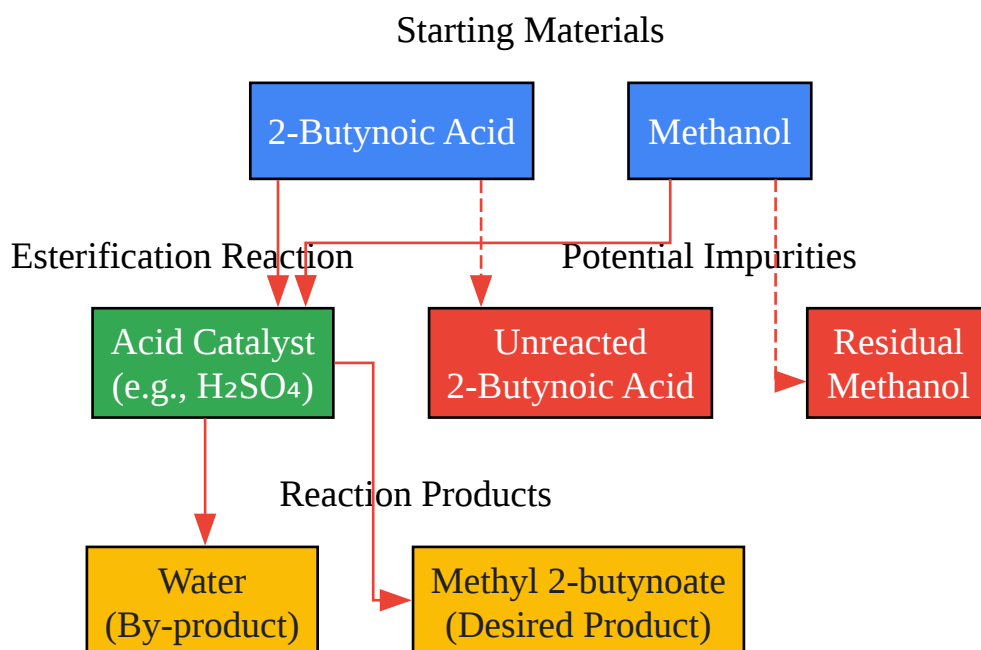 Starting Materials
2-Butynoic Acid
Methanol
Esterification Reaction
Potential Impurities
Acid Catalyst
(e.g., H₂SO₄)
Unreacted
2-Butynoic Acid
Residual
Methanol
Reaction Products
Water
(By-product)
Methyl 2-butynoate
(Desired Product)